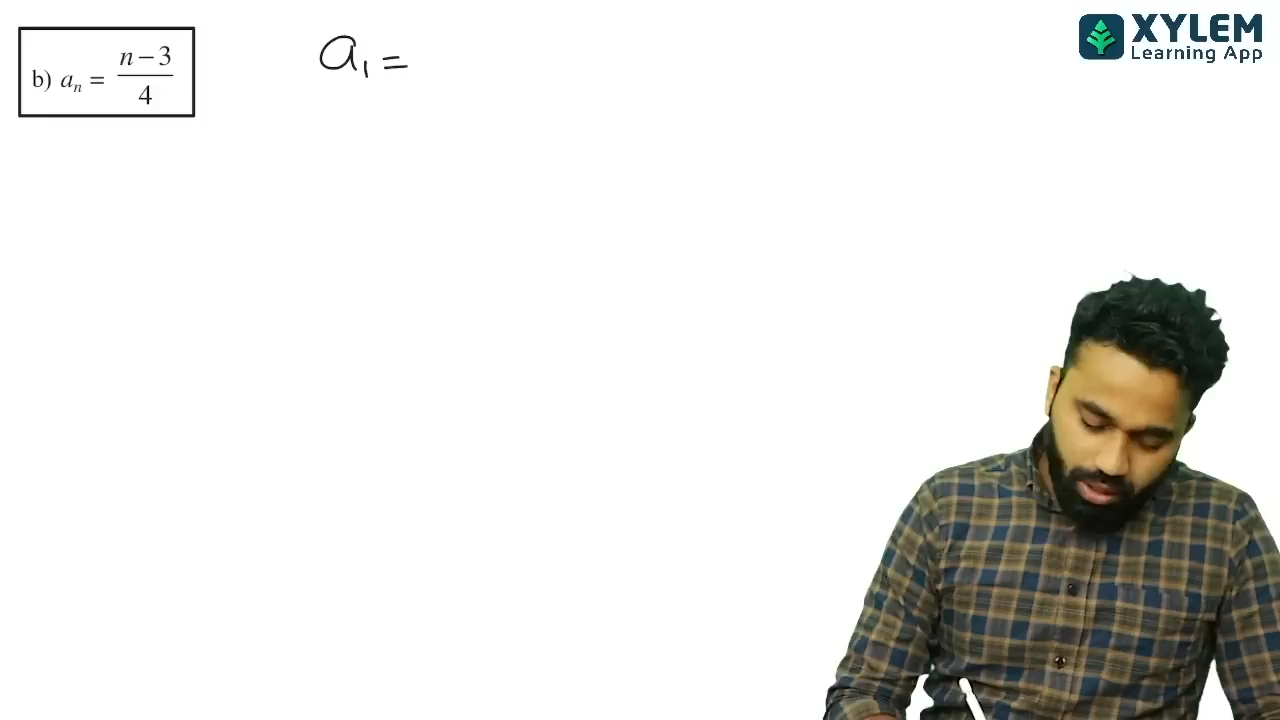 b) aₙ = (n − 3)/4
a₁ =
XYLEM
Learning App